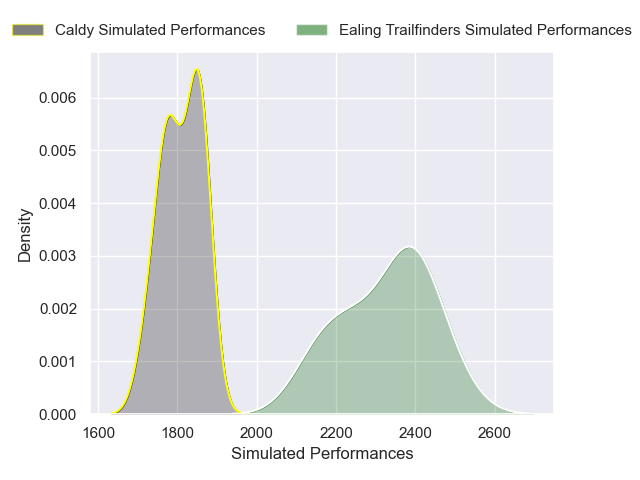 Caldy Simulated Performances
Ealing Trailfinders Simulated Performances
0.006
0.005
0.004
0.003
0.002
0.001
0.000
Density
1600 1800 2000 2200 2400 2600
Simulated Performances